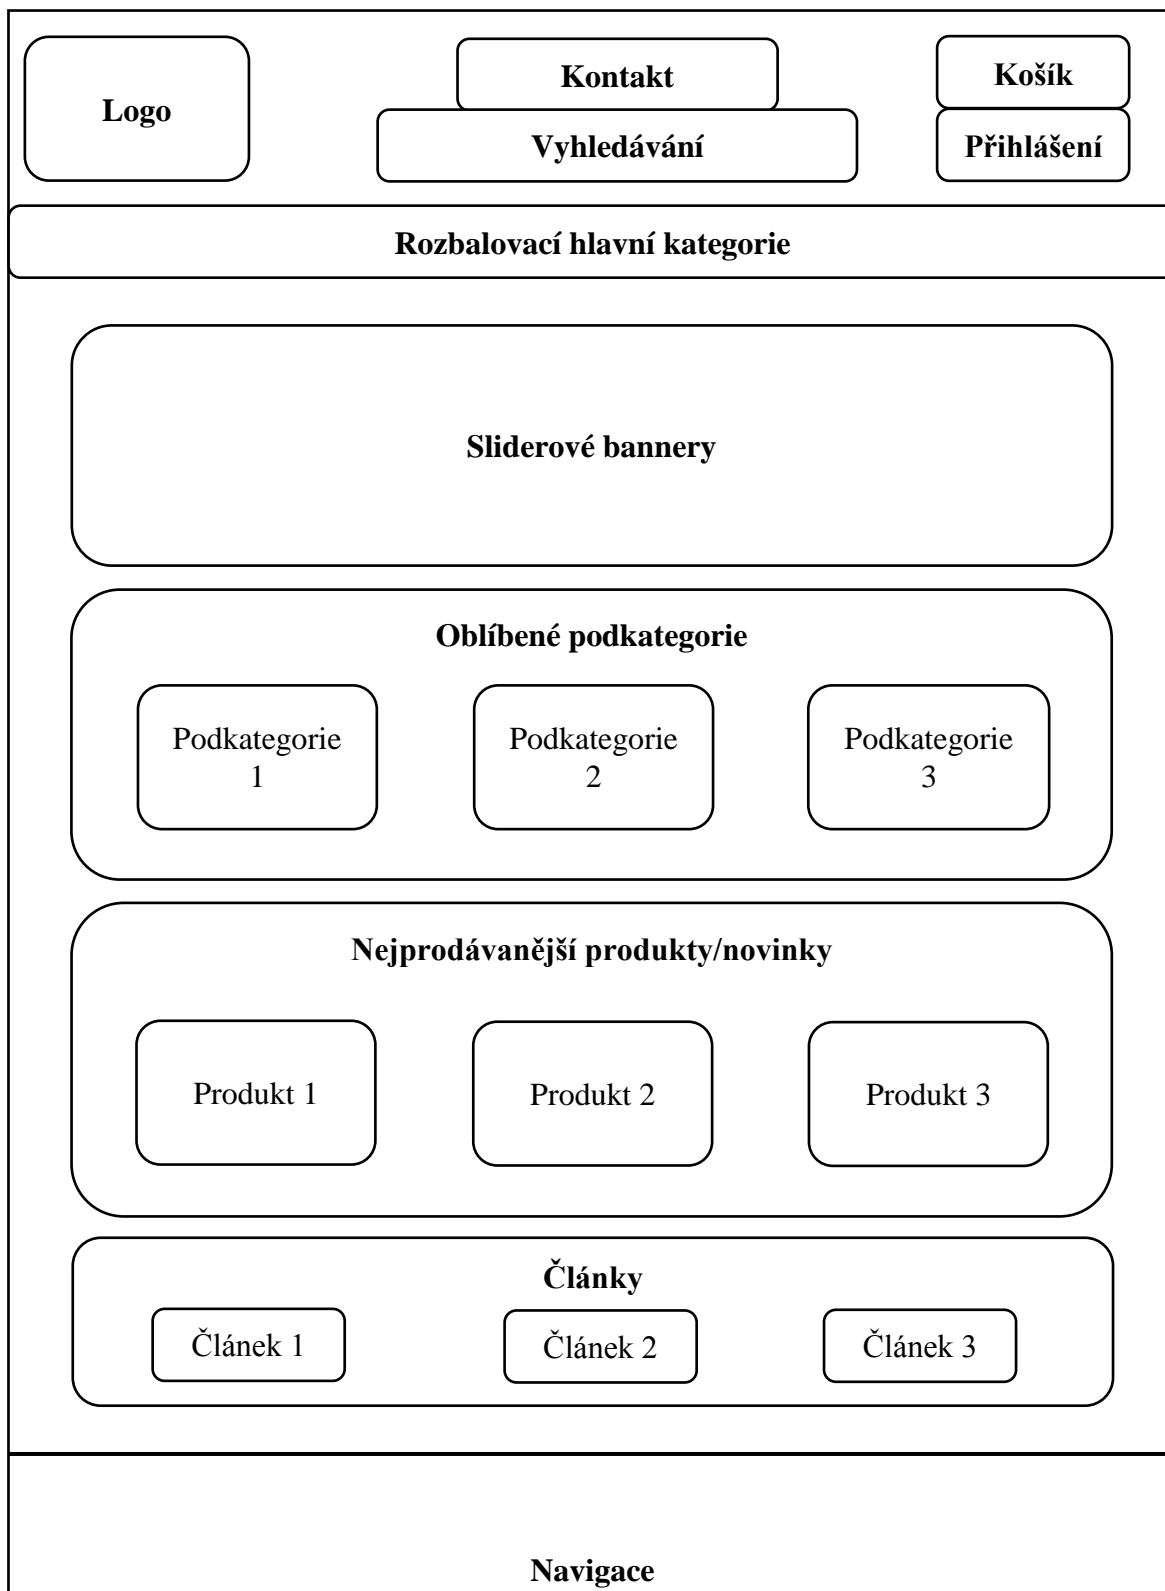 Logo
Kontakt
Vyhledávání
Košík
Přihlášení
Rozbalovací hlavní kategorie
Sliderové bannery
Oblíbené podkategorie
Podkategorie
1
Podkategorie
2
Podkategorie
3
Nejprodávanější produkty/novinky
Produkt 1
Produkt 2
Produkt 3
Články
Článek 1
Článek 2
Článek 3
Navigace